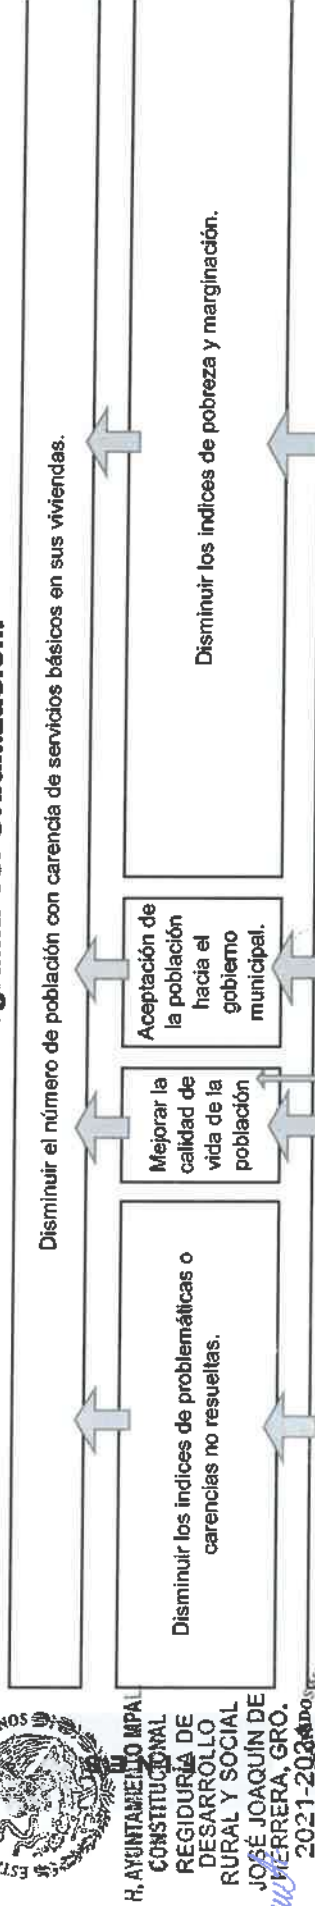 Disminuir el número de población con carencia de servicios básicos en sus viviendas.
Disminuir los índices de problemáticas o
carencias no resueltas.
Mejorar la
calidad de
vida de la
población
Aceptación de
la población
hacia el
gobierno
municipal.
Disminuir los índices de pobreza y marginación.
H. AYUNTAMIENTO MPAL
CONSTITUCIONAL
REGIDURÍA DE
DESARROLLO
RURAL Y SOCIAL
JOSÉ JOAQUÍN DE
HERRERA, GRO.